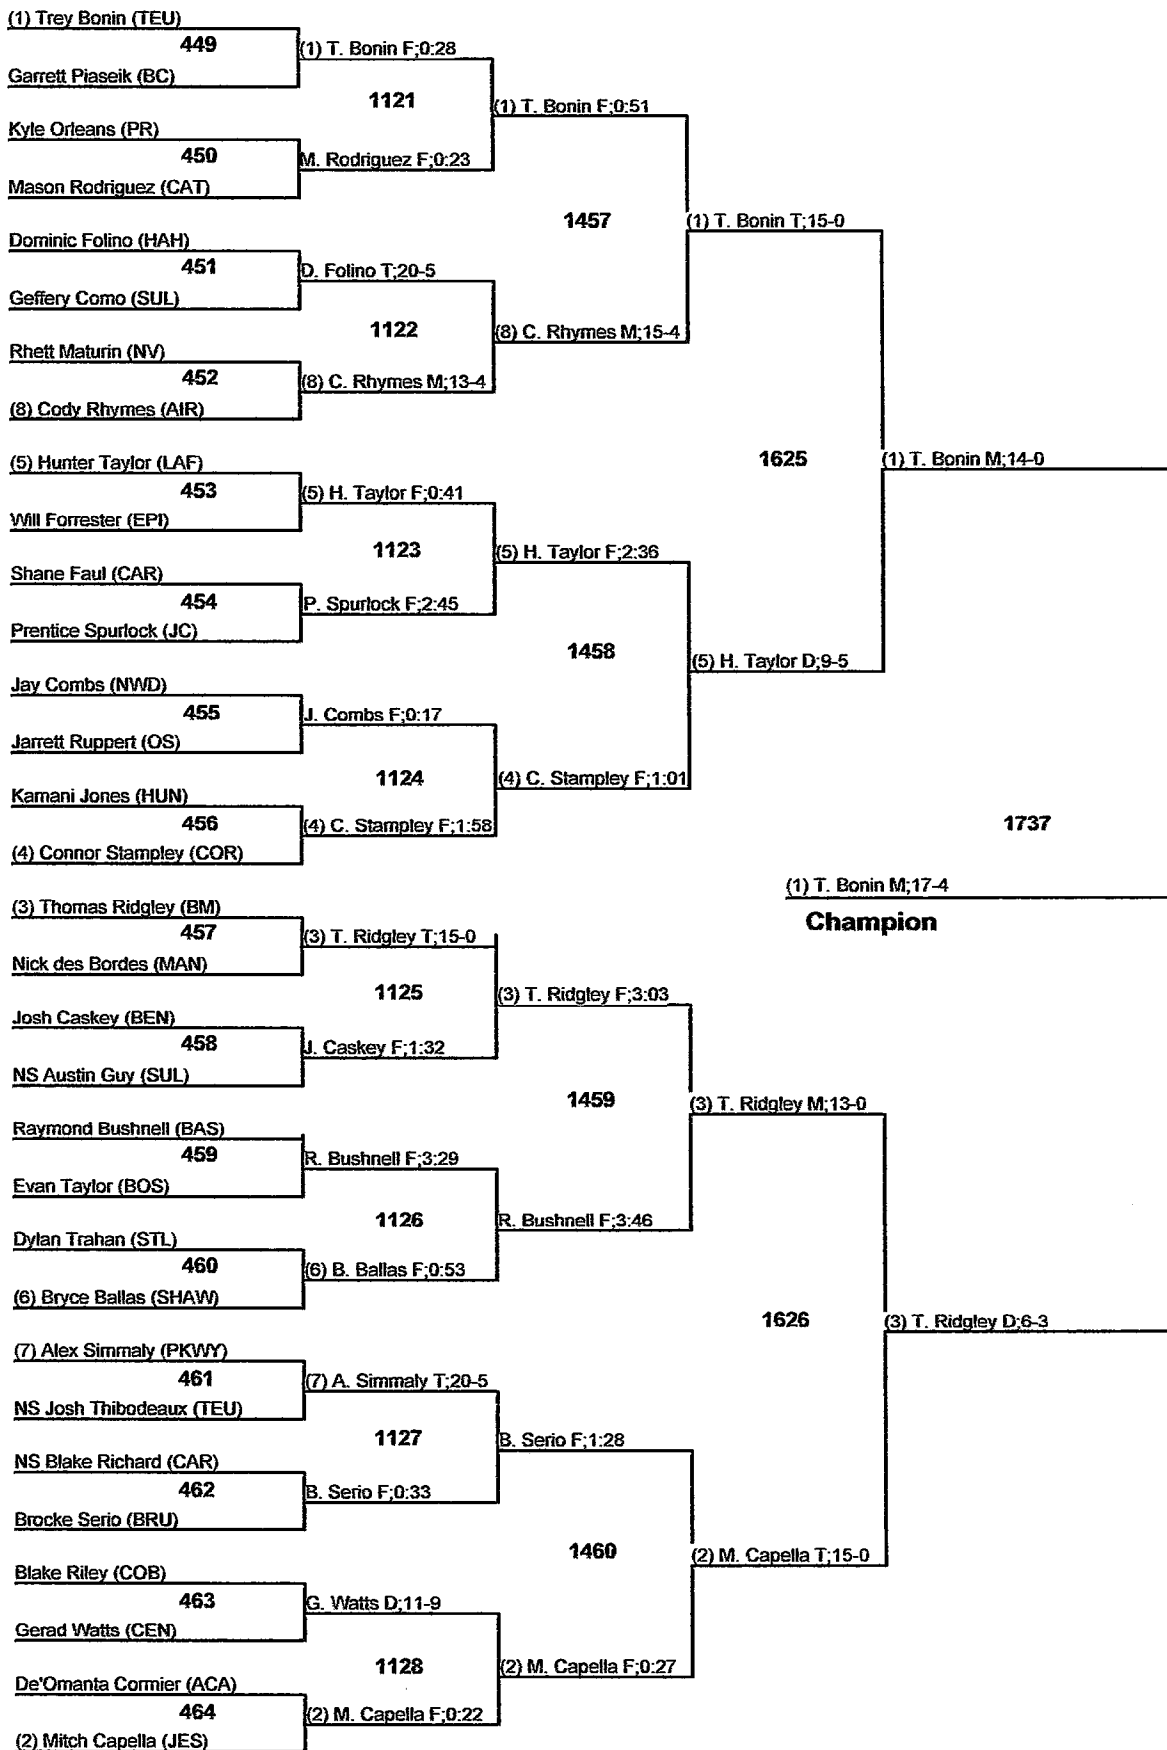 (1) Trey Bonin (TEU)
449
(1) T. Bonin F;0:28
Garrett Piaseik (BC)
1121
(1) T. Bonin F;0:51
Kyle Orleans (PR)
450
M. Rodriguez F;0:23
Mason Rodriguez (CAT)
1457
(1) T. Bonin T;15-0
Dominic Folino (HAH)
451
D. Folino T;20-5
Geffery Como (SUL)
1122
(8) C. Rhymes M;15-4
Rhett Maturin (NV)
452
(8) C. Rhymes M;13-4
(8) Cody Rhymes (AIR)
1625
(1) T. Bonin M;14-0
(5) Hunter Taylor (LAF)
453
(5) H. Taylor F;0:41
Will Forrester (EPI)
1123
(5) H. Taylor F;2:36
Shane Faul (CAR)
454
P. Spurlock F;2:45
Prentice Spurlock (JC)
1458
(5) H. Taylor D;9-5
Jay Combs (NWD)
455
J. Combs F;0:17
Jarrett Ruppert (OS)
1124
(4) C. Stampley F;1:01
Kamani Jones (HUN)
456
(4) C. Stampley F;1:58
(4) Connor Stampley (COR)
1737
(1) T. Bonin M;17-4
Champion
(3) Thomas Ridgley (BM)
457
(3) T. Ridgley T;15-0
Nick des Bordes (MAN)
1125
(3) T. Ridgley F;3:03
Josh Caskey (BEN)
458
J. Caskey F;1:32
NS Austin Guy (SUL)
1459
(3) T. Ridgley M;13-0
Raymond Bushnell (BAS)
459
R. Bushnell F;3:29
Evan Taylor (BOS)
1126
R. Bushnell F;3:46
Dylan Trahan (STL)
460
(6) B. Ballas F;0:53
(6) Bryce Ballas (SHAW)
1626
(3) T. Ridgley D;6-3
(7) Alex Simmaly (PKWY)
461
(7) A. Simmaly T;20-5
NS Josh Thibodeaux (TEU)
1127
B. Serio F;1:28
NS Blake Richard (CAR)
462
B. Serio F;0:33
Brocke Serio (BRU)
1460
(2) M. Capella T;15-0
Blake Riley (COB)
463
G. Watts D;11-9
Gerad Watts (CEN)
1128
(2) M. Capella F;0:27
De'Omanta Cormier (ACA)
464
(2) M. Capella F;0:22
(2) Mitch Capella (JES)